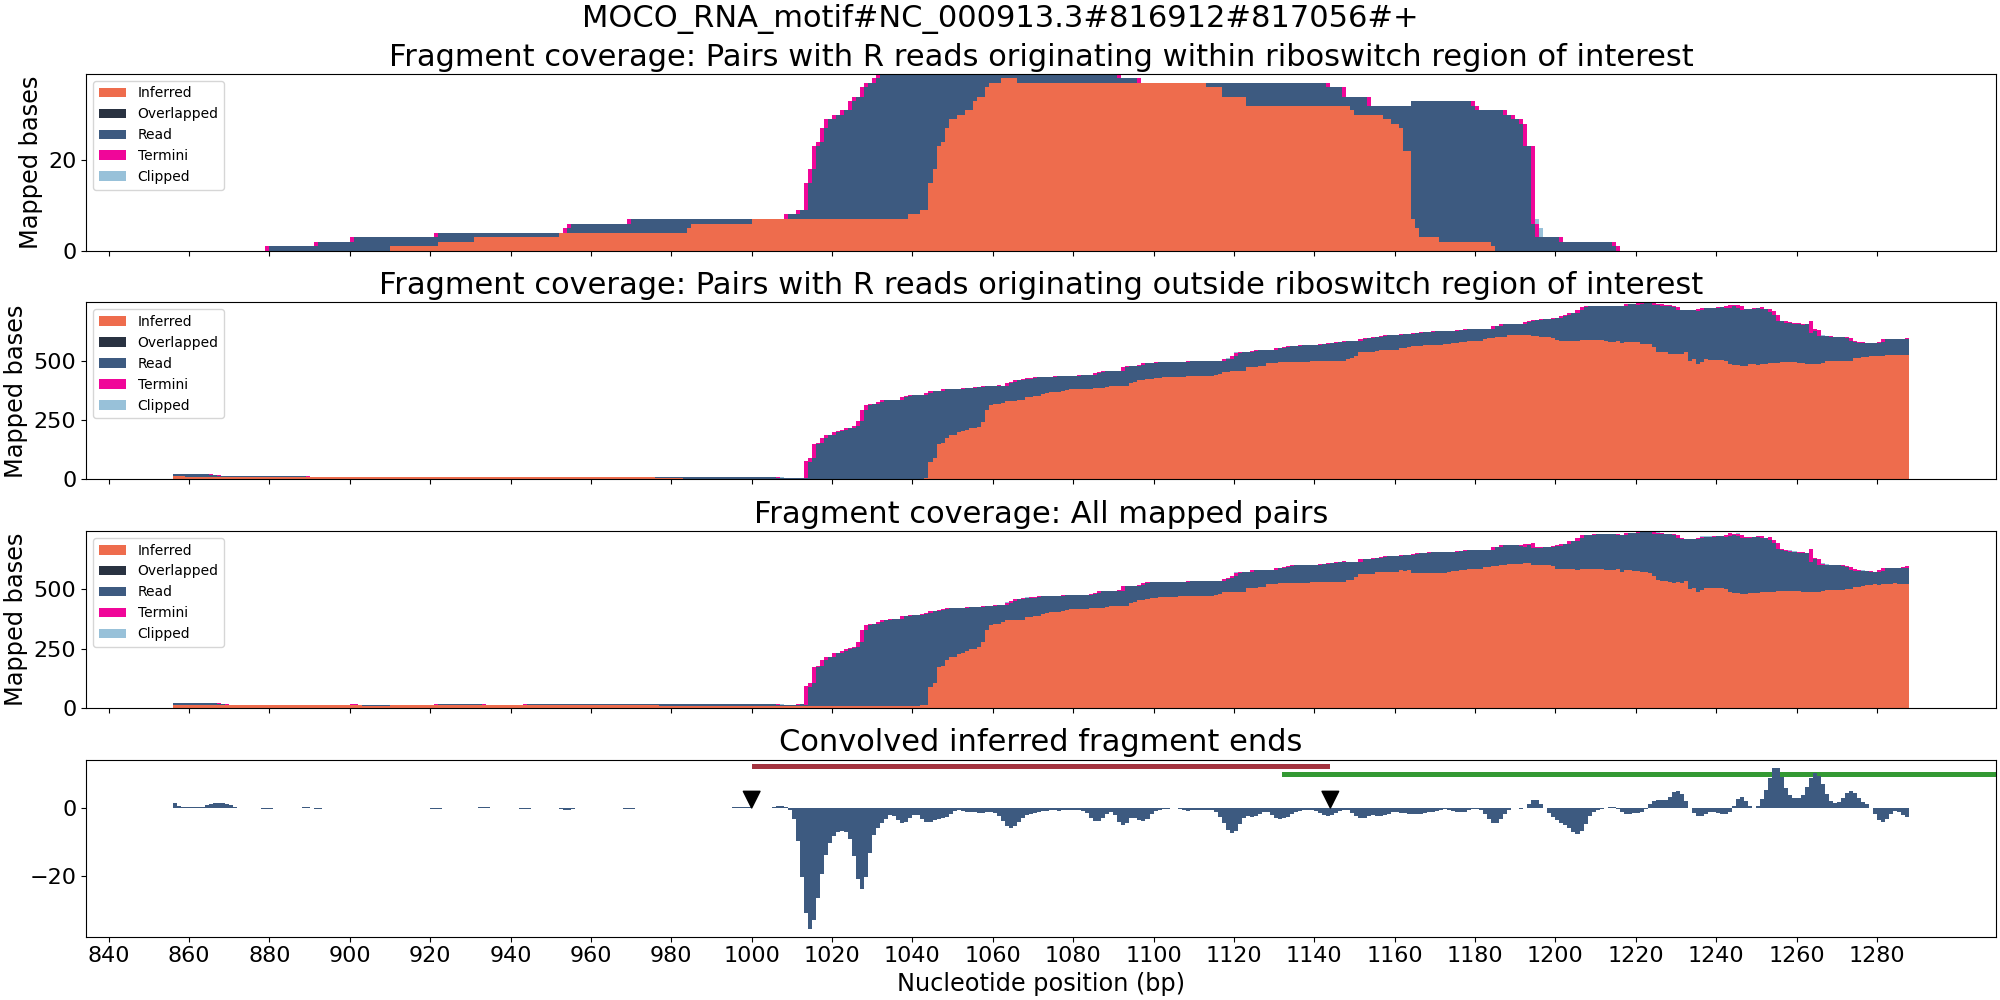 MOCO_RNA_motif#NC_000913.3#816912#817056#+
Fragment coverage: Pairs with R reads originating within riboswitch region of interest
Mapped bases
20
0
Inferred
Overlapped
Read
Termini
Clipped
Fragment coverage: Pairs with R reads originating outside riboswitch region of interest
Mapped bases
500
250
0
Inferred
Overlapped
Read
Termini
Clipped
Fragment coverage: All mapped pairs
Mapped bases
500
250
0
Inferred
Overlapped
Read
Termini
Clipped
Convolved inferred fragment ends
0
−20
840 860 880 900 920 940 960 980 1000 1020 1040 1060 1080 1100 1120 1140 1160 1180 1200 1220 1240 1260 1280
Nucleotide position (bp)